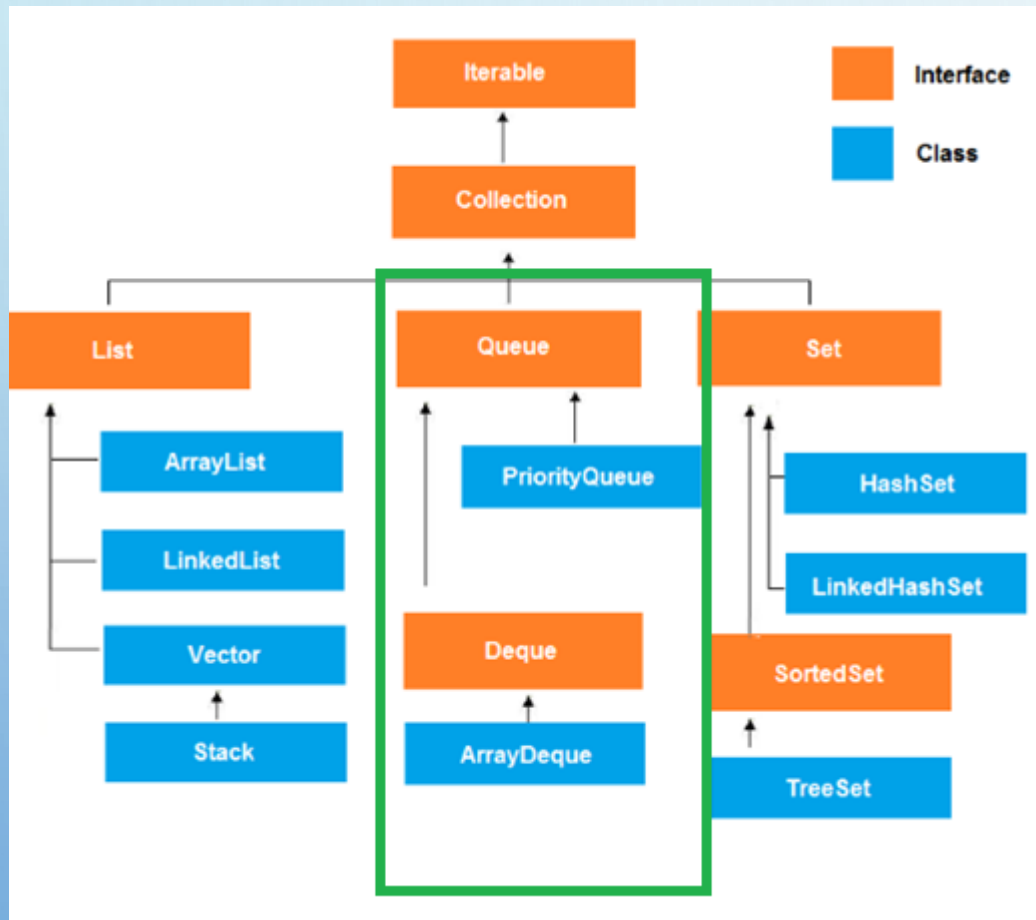 Iterable
Interface
Class
Collection
List
Queue
Set
ArrayList
PriorityQueue
HashSet
LinkedList
LinkedHashSet
Vector
Deque
SortedSet
Stack
ArrayDeque
TreeSet